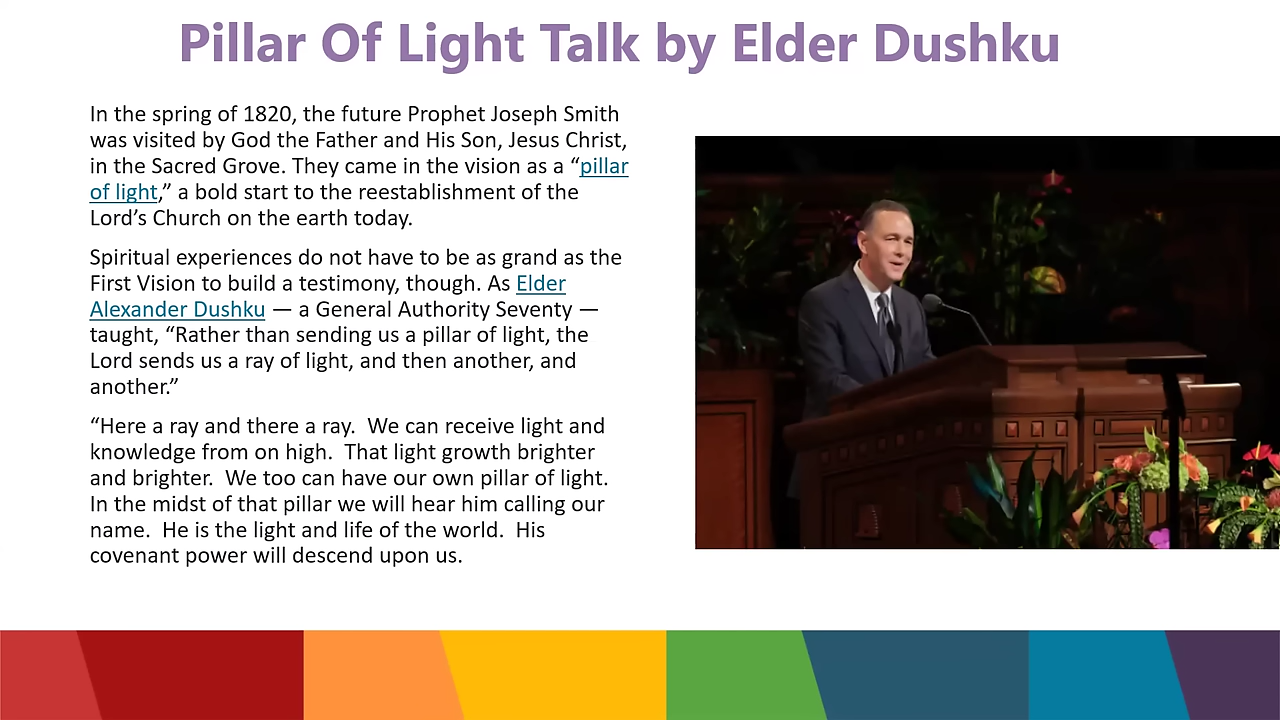 Pillar Of Light Talk by Elder Dushku
In the spring of 1820, the future Prophet Joseph Smith
was visited by God the Father and His Son, Jesus Christ,
in the Sacred Grove. They came in the vision as a “pillar
of light,” a bold start to the reestablishment of the
Lord’s Church on the earth today.
Spiritual experiences do not have to be as grand as the
First Vision to build a testimony, though. As Elder
Alexander Dushku — a General Authority Seventy —
taught, “Rather than sending us a pillar of light, the
Lord sends us a ray of light, and then another, and
another.”
“Here a ray and there a ray.  We can receive light and
knowledge from on high.  That light growth brighter
and brighter.  We too can have our own pillar of light.
In the midst of that pillar we will hear him calling our
name.  He is the light and life of the world.  His
covenant power will descend upon us.